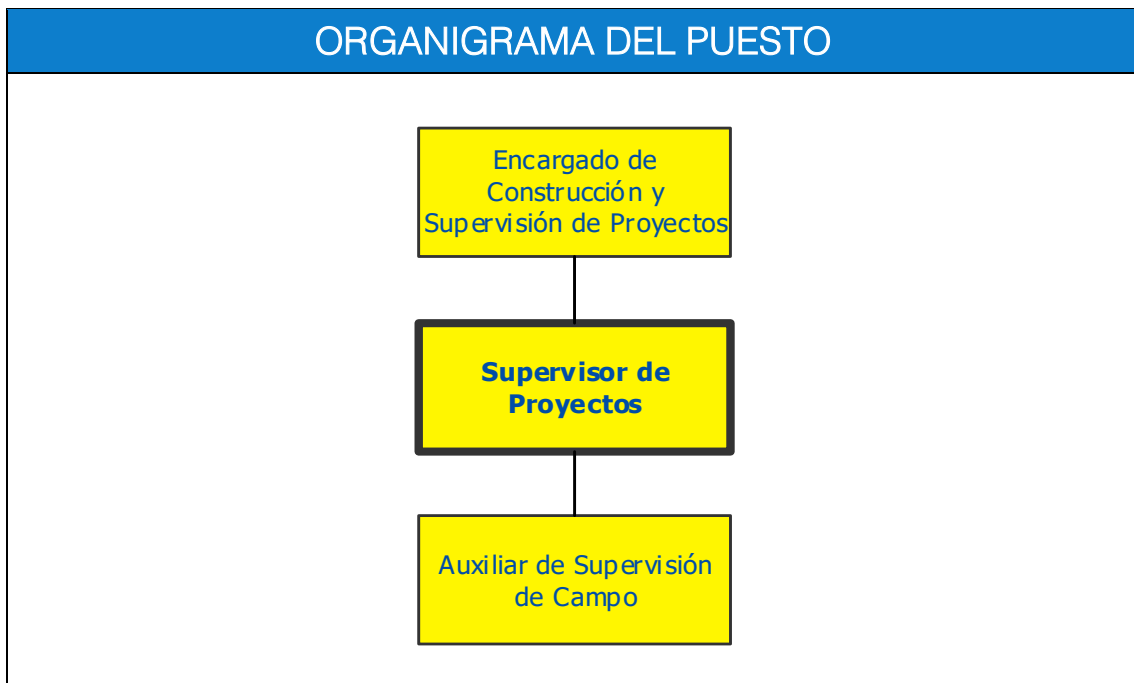 ORGANIGRAMA DEL PUESTO
Encargado de
Construcción y
Supervisión de Proyectos
Supervisor de
Proyectos
Auxiliar de Supervisión
de Campo